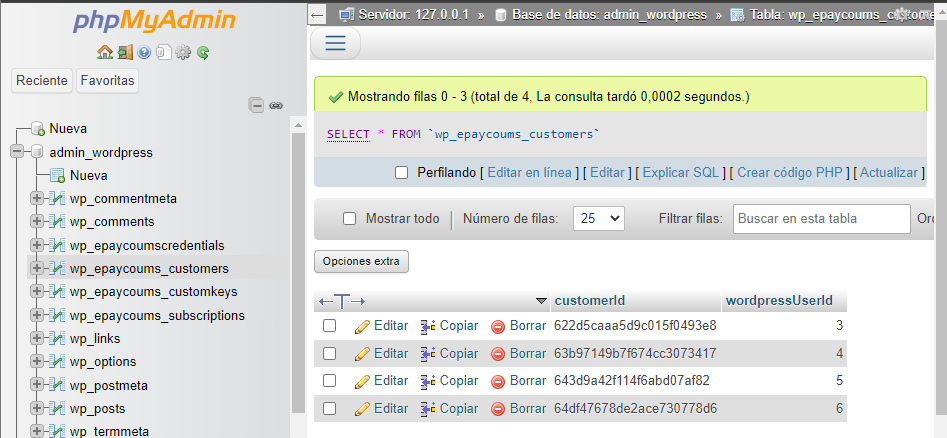 phpMyAdmin
Reciente Favoritas
Nueva
admin_wordpress
Nueva
wp_commentmeta
wp_comments
wp_epaycoumscredentials
wp_epaycoums_customers
wp_epaycoums_customkeys
wp_epaycoums_subscriptions
wp_links
wp_options
wp_postmeta
wp_posts
wp_termmeta
Servidor: 127.0.0.1 » Base de datos: admin_wordpress » Tabla:
Mostrando filas 0 - 3 (total de 4, La consulta tardó 0,0002 segundos.)
SELECT * FROM `wp_epaycoums_customers`
Perfilando [ Editar en línea ] [ Editar ] [ Explicar SQL ] [ Crear código PHP ] [ Actualizar ]
Mostrar todo Número de filas: 25 Filtrar filas: Buscar en esta tabla
Opciones extra
customerId wordpressUserId
Editar Copiar Borrar 622d5caaa5d9c015f0493e8 3
Editar Copiar Borrar 63b97149b7f674cc3073417 4
Editar Copiar Borrar 643d9a42f114f6abd07af82 5
Editar Copiar Borrar 64df47678de2ace730778d6 6